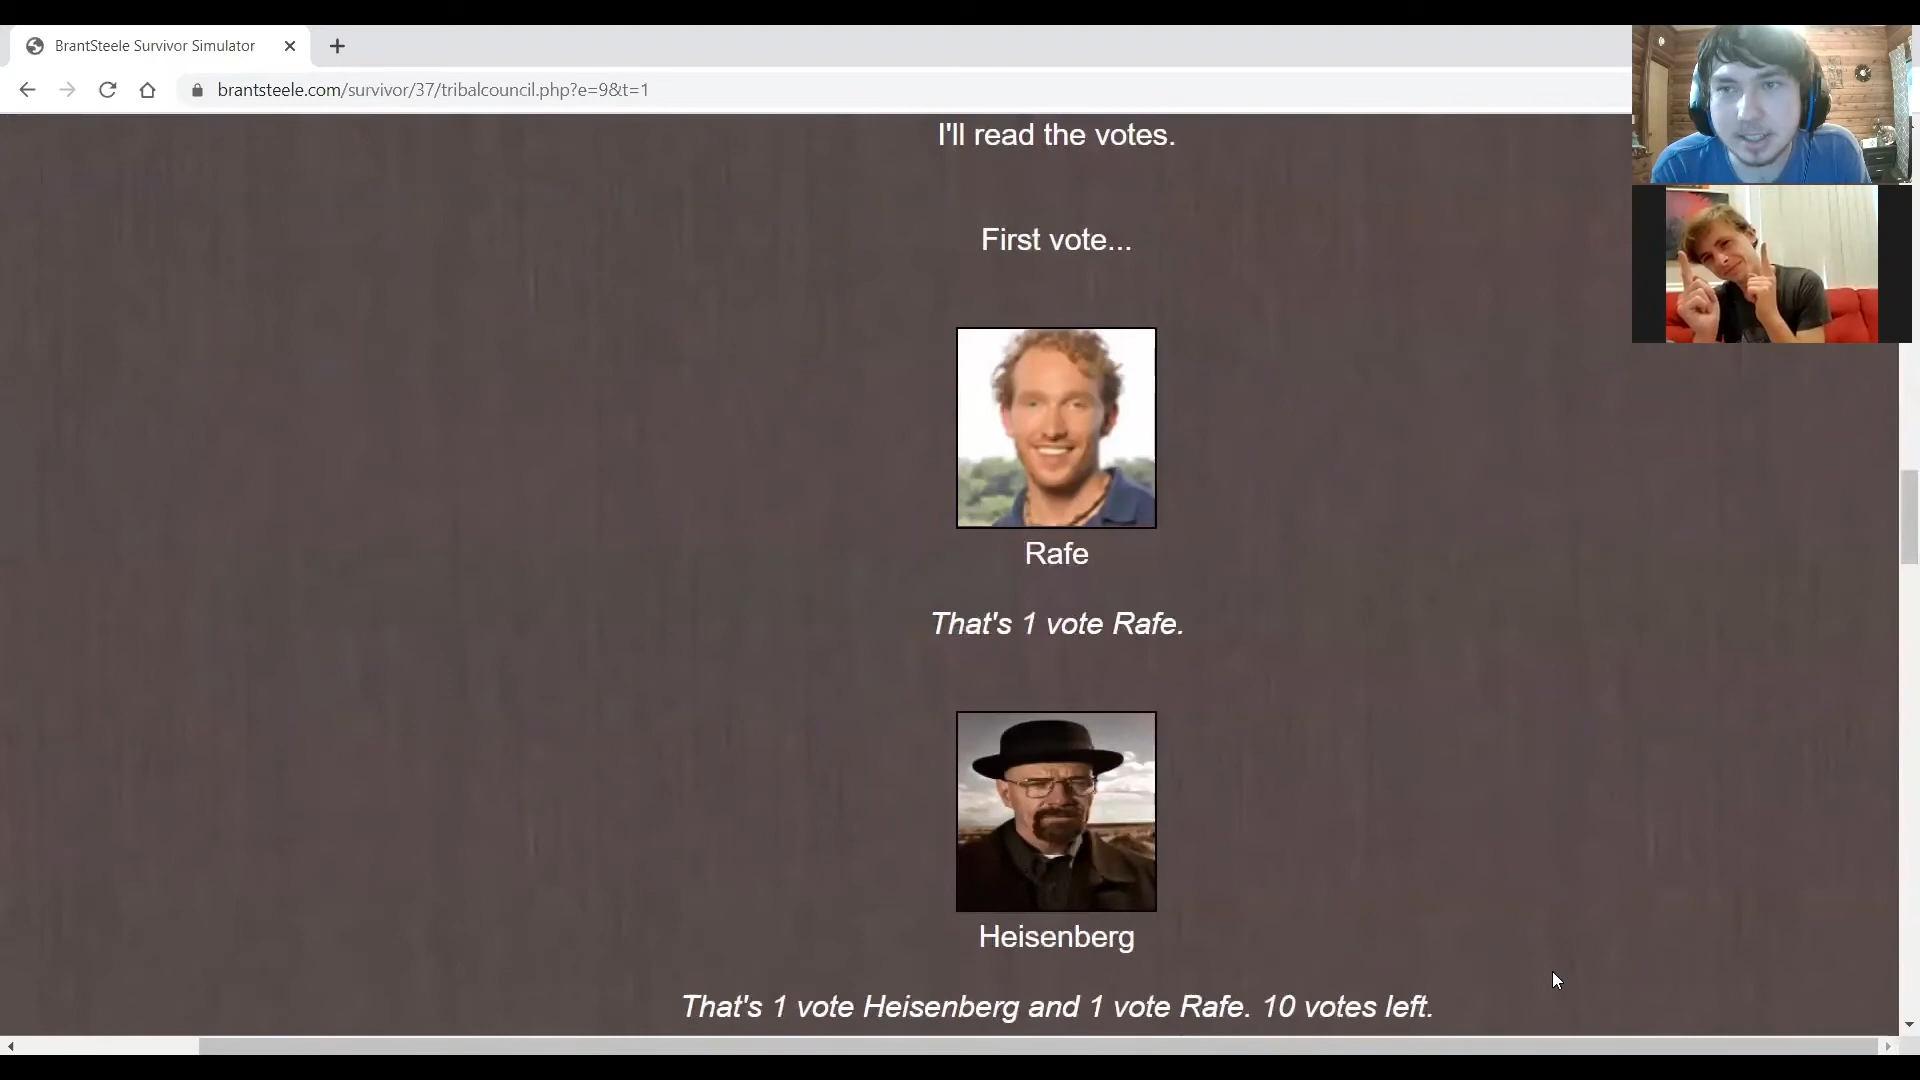 BrantSteele Survivor Simulator
brantsteele.com/survivor/37/tribalcouncil.php?e=9&t=1
I'll read the votes.
First vote...
Rafe
That's 1 vote Rafe.
Heisenberg
That's 1 vote Heisenberg and 1 vote Rafe. 10 votes left.